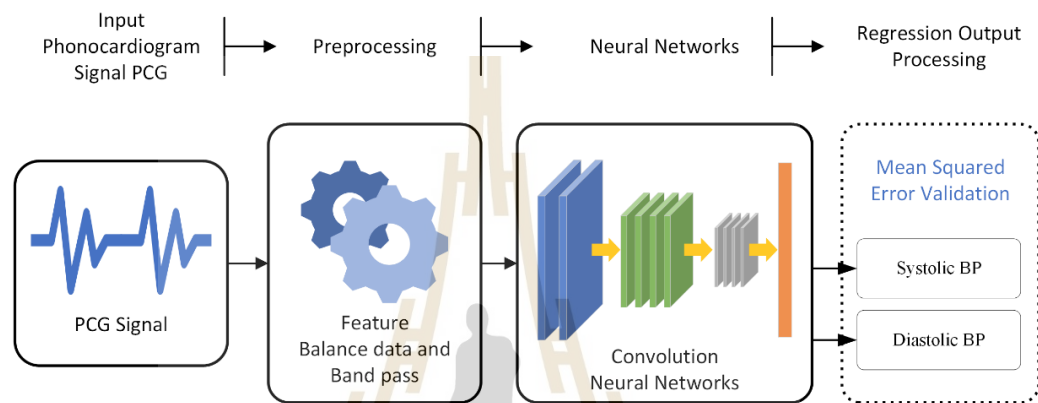 Input
Phonocardiogram
Signal PCG
Preprocessing
Neural Networks
Regression Output
Processing
PCG Signal
Feature
Balance data and
Band pass
Convolution
Neural Networks
Mean Squared
Error Validation
Systolic BP
Diastolic BP